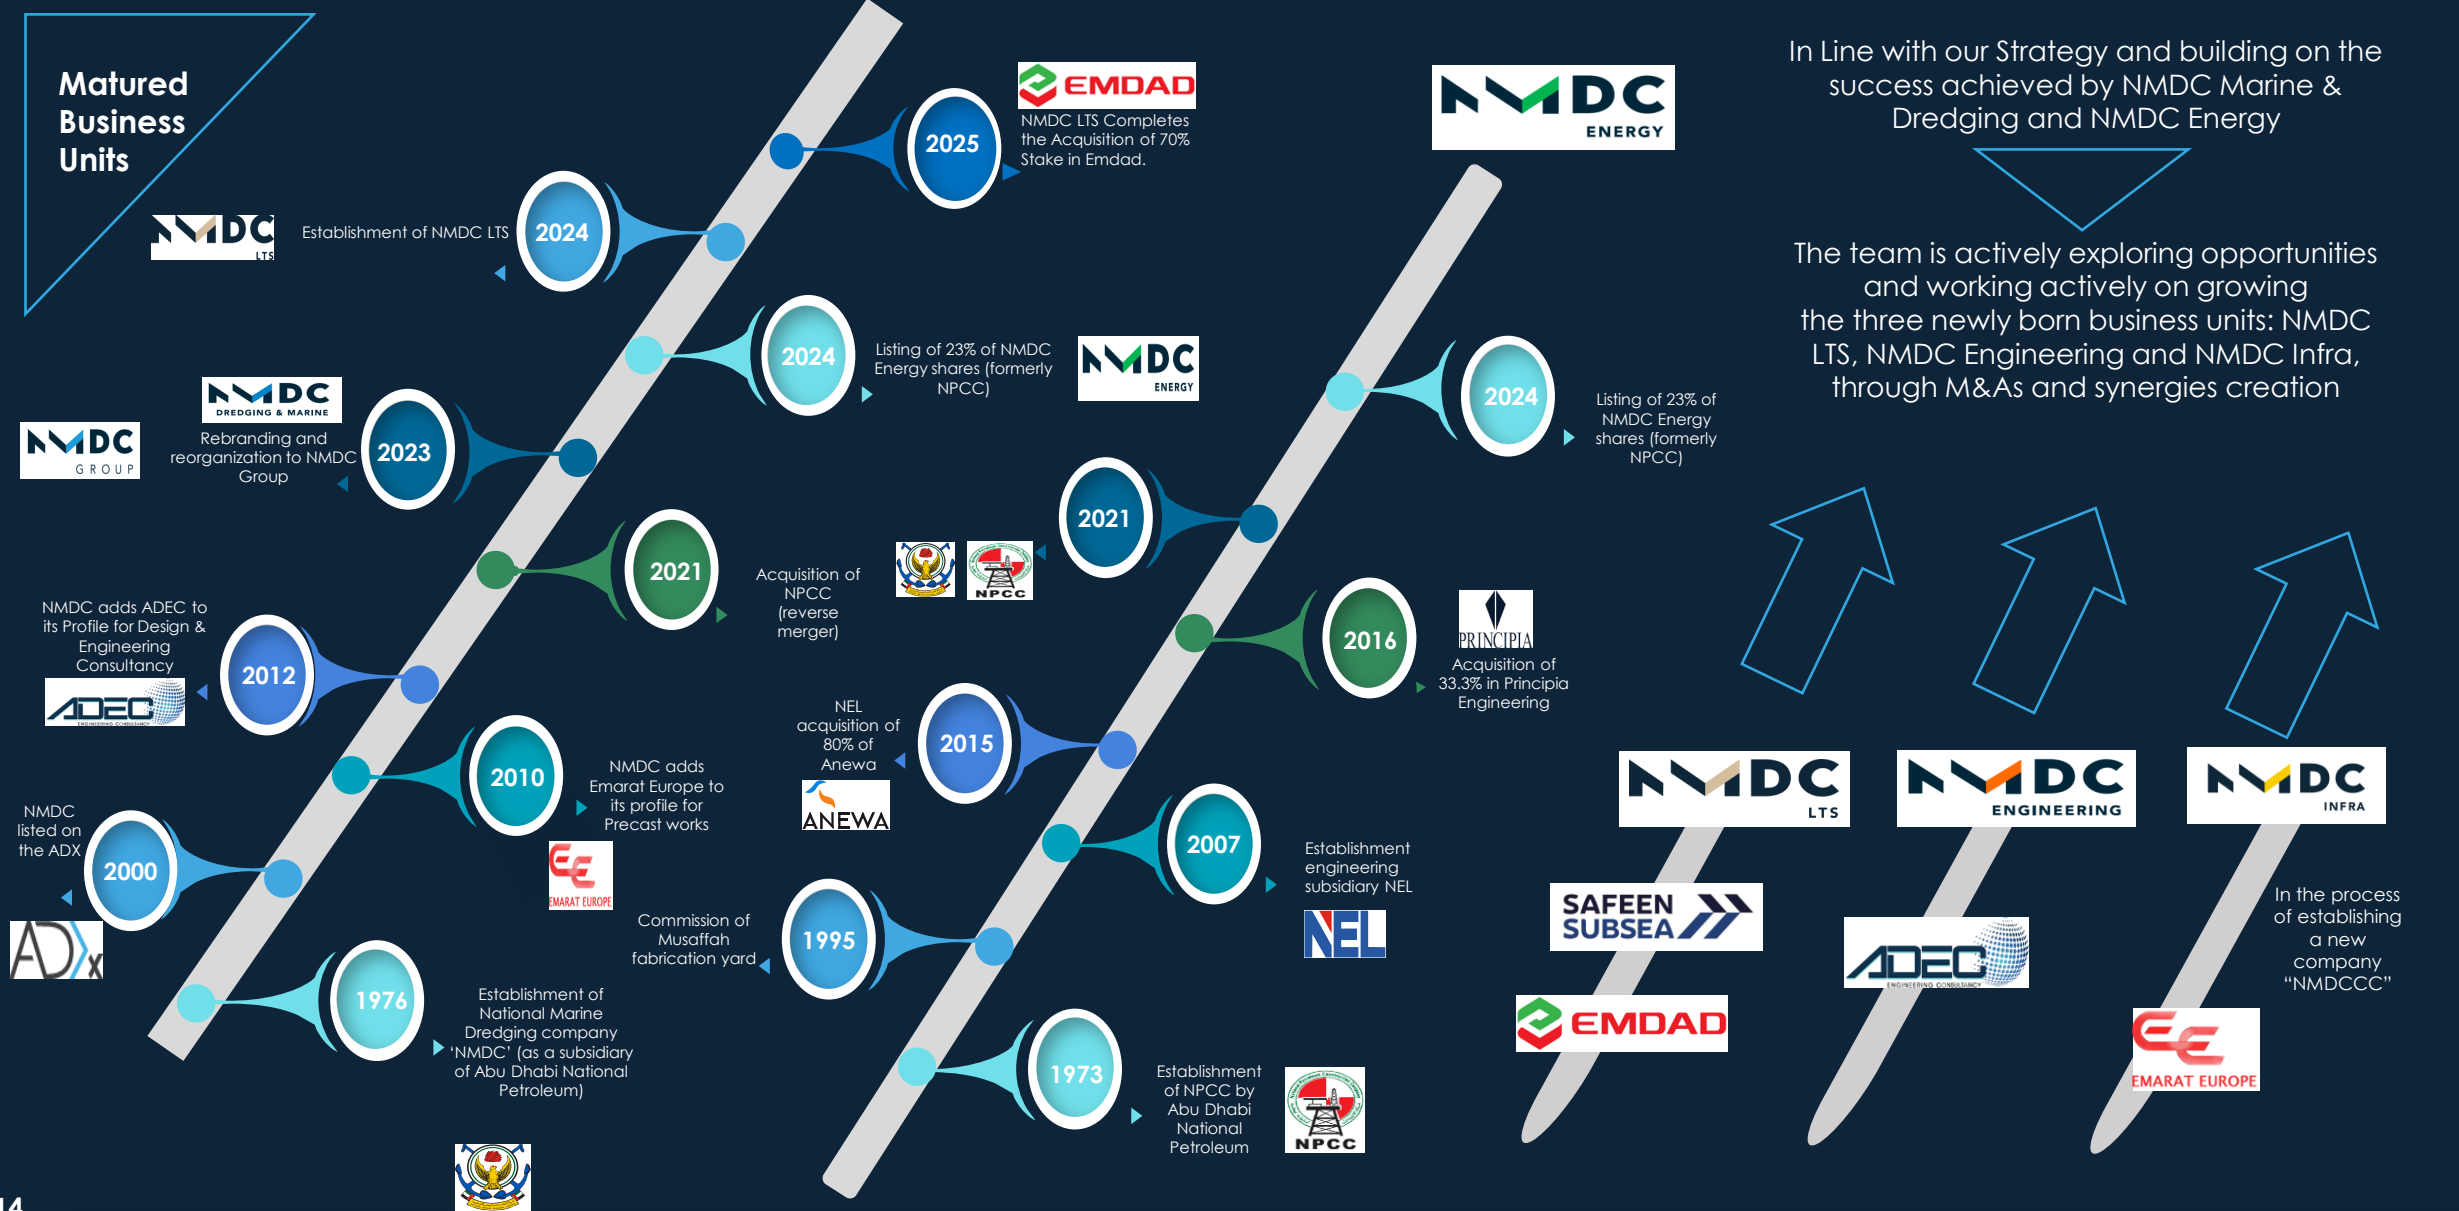 Matured
Business
Units
EMDAD
NMDC LTS Completes
the Acquisition of 70%
Stake in Emdad.
2025
NMDC
LTS
Establishment of NMDC LTS
2024
2024
Listing of 23% of NMDC
Energy shares (formerly
NPCC)
NMDC
ENERGY
NMDC
DREDGING & MARINE
NMDC
GROUP
Rebranding and
reorganization to NMDC
Group
2023
2021
Acquisition of
NPCC
(reverse
merger)
NMDC adds ADEC to
its Profile for Design &
Engineering
Consultancy
ADEC
ENGINEERING CONSULTANCY
2012
2010
NMDC adds
Emarat Europe to
its profile for
Precast works
EMARAT EUROPE
NMDC
listed on
the ADX
2000
ADX
1976
Establishment of
National Marine
Dredging company
‘NMDC’ (as a subsidiary
of Abu Dhabi National
Petroleum)
NMDC
ENERGY
2024
Listing of 23% of
NMDC Energy
shares (formerly
NPCC)
2021
NPCC
2016
PRINCIPIA
Acquisition of
33.3% in Principia
Engineering
NEL
acquisition of
80% of
Anewa
ANEWA
2015
2007
Establishment
engineering
subsidiary NEL
NEL
Commission of
Musaffah
fabrication yard
1995
1973
Establishment
of NPCC by
Abu Dhabi
National
Petroleum
NPCC
In Line with our Strategy and building on the
success achieved by NMDC Marine &
Dredging and NMDC Energy
The team is actively exploring opportunities
and working actively on growing
the three newly born business units: NMDC
LTS, NMDC Engineering and NMDC Infra,
through M&As and synergies creation
NMDC
LTS
SAFEEN
SUBSEA
EMDAD
NMDC
ENGINEERING
ADEC
ENGINEERING CONSULTANCY
NMDC
INFRA
In the process
of establishing
a new
company
“NMDCCC”
EMARAT EUROPE
14